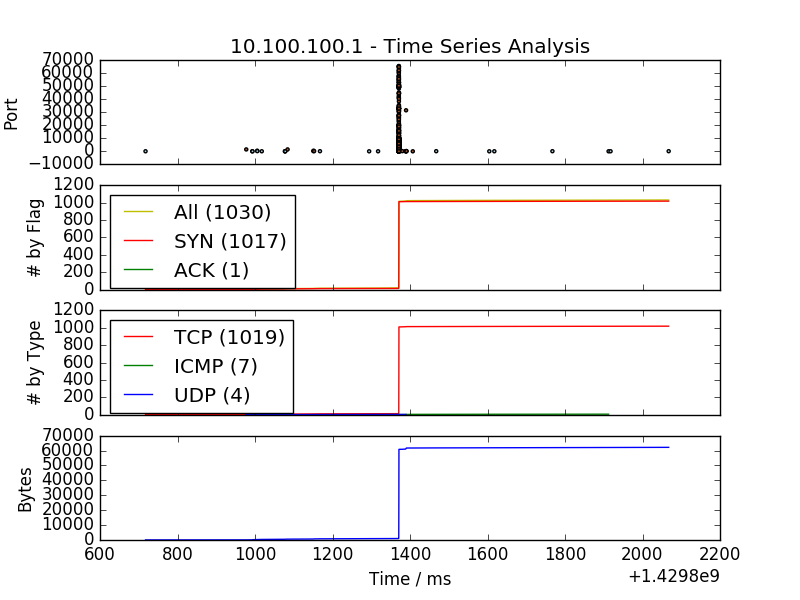 10.100.100.1 - Time Series Analysis
70000
60000
50000
40000
30000
20000
10000
0
−10000
Port
1200
1000
800
600
400
200
0
# by Flag
All (1030)
SYN (1017)
ACK (1)
1200
1000
800
600
400
200
0
# by Type
TCP (1019)
ICMP (7)
UDP (4)
70000
60000
50000
40000
30000
20000
10000
0
Bytes
600 800 1000 1200 1400 1600 1800 2000 2200
Time / ms
+1.4298e9